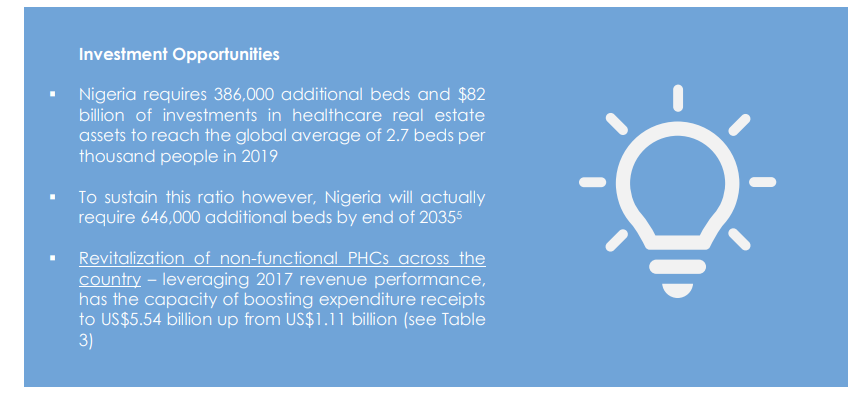 Investment Opportunities
▪ Nigeria requires 386,000 additional beds and $82
billion of investments in healthcare real estate
assets to reach the global average of 2.7 beds per
thousand people in 2019
▪ To sustain this ratio however, Nigeria will actually
require 646,000 additional beds by end of 2035⁵
▪ Revitalization of non-functional PHCs across the
country – leveraging 2017 revenue performance,
has the capacity of boosting expenditure receipts
to US$5.54 billion up from US$1.11 billion (see Table
3)